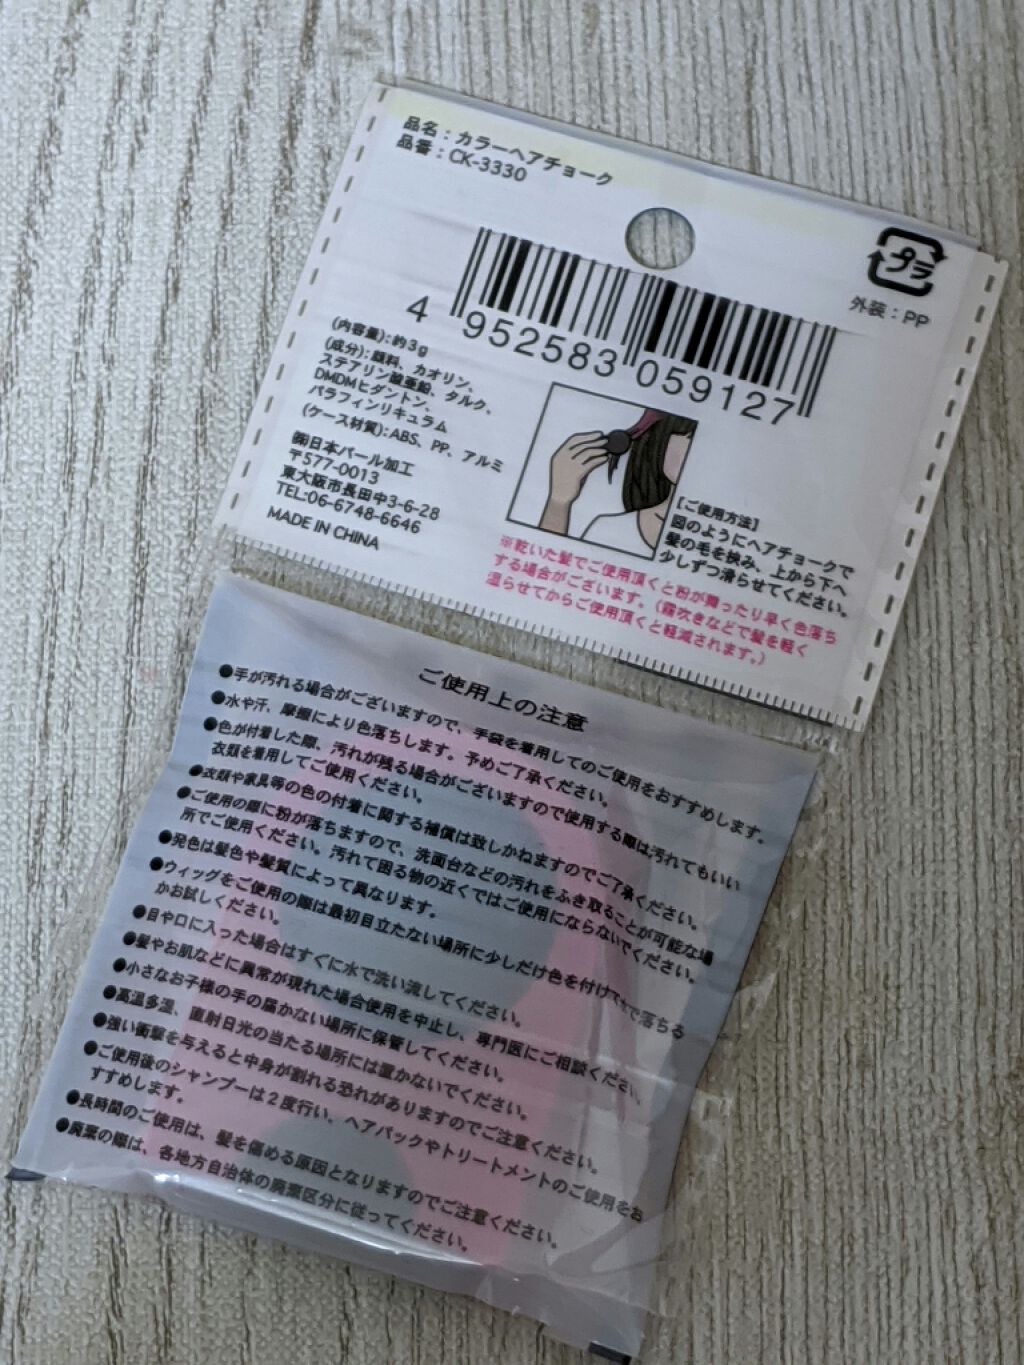 品名：カラーヘアチョーク
品番：CK-3330
プラ
外装：PP
4 952583 059127
(内容量):約3g
(成分):顔料、カオリン、
ステアリン酸亜鉛、タルク、
DMDMヒダントン、
パラフィンリキュラム
(ケース材質):ABS、PP、アルミ
㈱日本パール加工
〒577-0013
東大阪市長田中3-6-28
TEL:06-6748-6646
MADE IN CHINA
【ご使用方法】
図のようにヘアチョークで
髪の毛を挟み、上から下へ
少しずつ滑らせてください。
※乾いた髪でご使用頂くと粉が舞ったり早く色落ち
する場合がございます。（霧吹きなどで髪を軽く
湿らせてからご使用頂くと軽減されます。）
ご使用上の注意
●手が汚れる場合がございますので、手袋を着用してのご使用をおすすめします。
●水や汗、摩擦により色落ちします。予めご了承ください。
●色が付着した際、汚れが残る場合がございますので使用する際は汚れてもいい
衣類を着用してご使用ください。
●衣類や家具等の色の付着に関する補償は致しかねますのでご了承ください。
●ご使用の際に粉が落ちますので、洗面台などの汚れをふき取ることが可能な場
所でご使用ください。汚れて困る物の近くではご使用にならないでください。
●発色は髪色や髪質によって異なります。
●ウィッグをご使用の際は最初目立たない場所に少しだけ色を付けて水で落ちる
かお試しください。
●目や口に入った場合はすぐに水で洗い流してください。
●髪やお肌などに異常が現れた場合使用を中止し、専門医にご相談ください。
●小さなお子様の手の届かない場所に保管してください。
●高温多湿、直射日光の当たる場所には置かないでください。
●強い衝撃を与えると中身が割れる恐れがありますのでご注意ください。
●ご使用後のシャンプーは2度行い、ヘアパックやトリートメントのご使用をお
すすめします。
●長時間のご使用は、髪を傷める原因となりますのでご注意ください。
●廃棄の際は、各地方自治体の廃棄区分に従ってください。